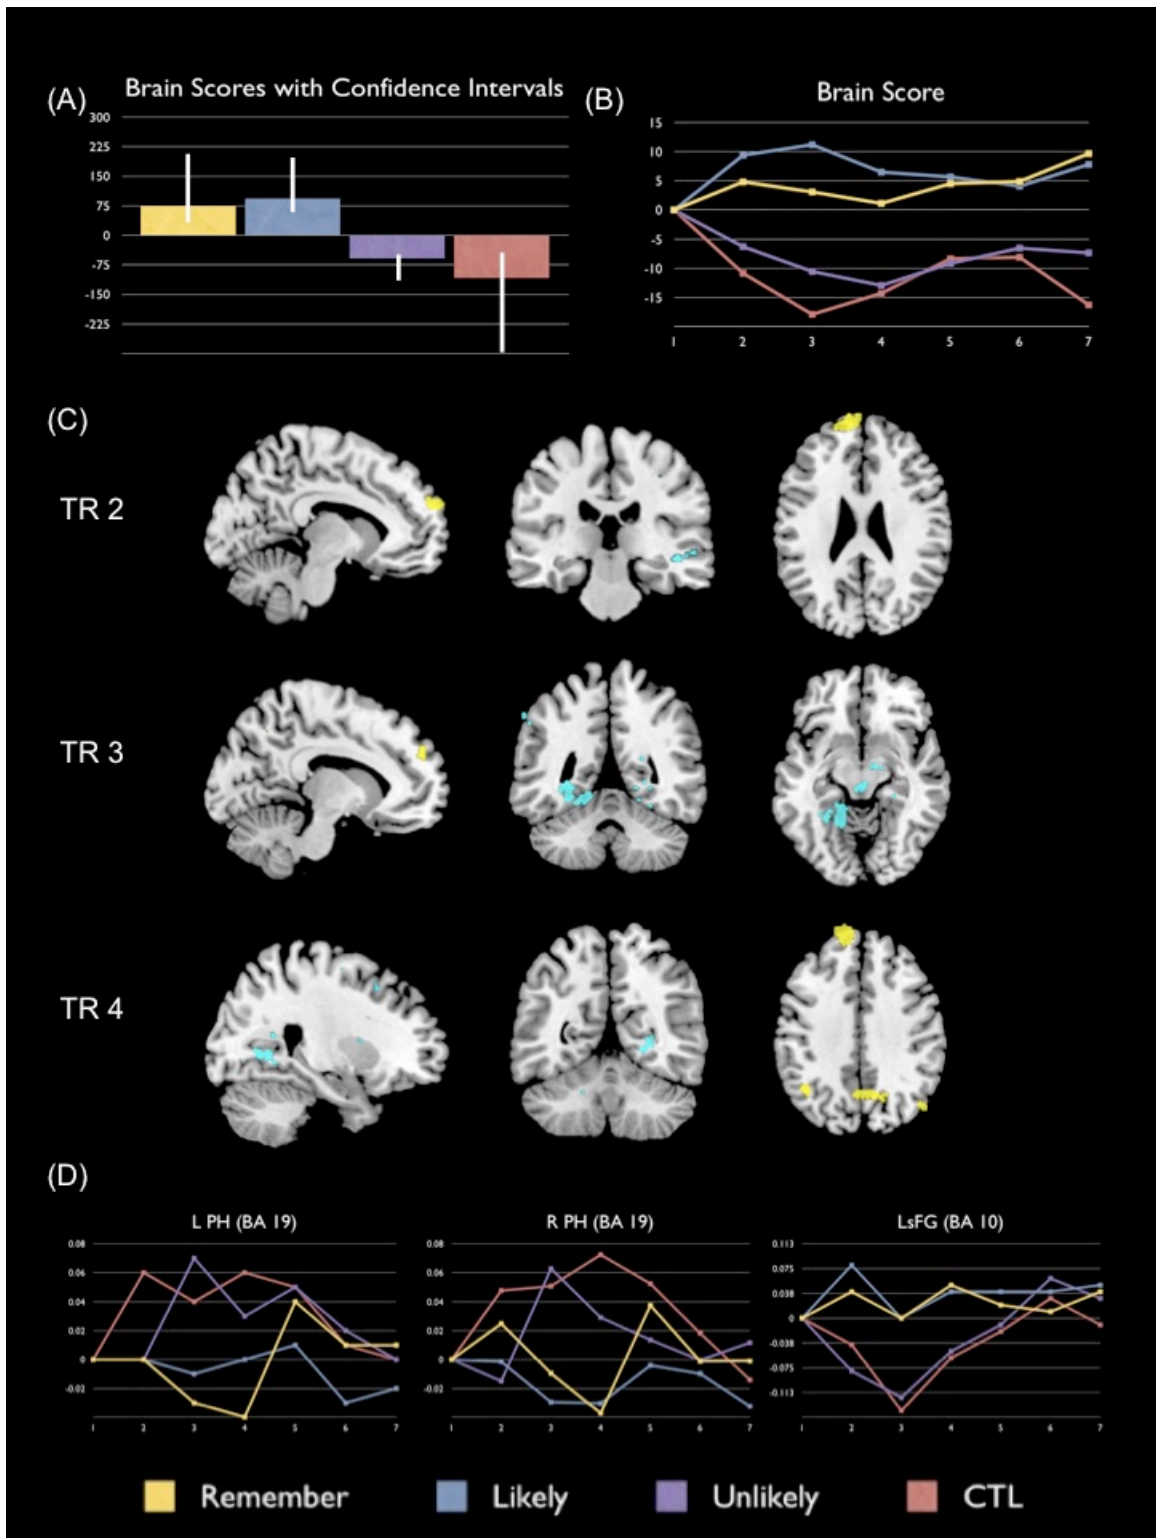 (A) Brain Scores with Confidence Intervals
300
225
150
75
0
-75
-150
-225
(B) Brain Score
15
10
5
0
-5
-10
-15
1 2 3 4 5 6 7
(C)
TR 2
TR 3
TR 4
(D)
L PH (BA 19)
0.08
0.06
0.04
0.02
0
-0.02
1 2 3 4 5 6 7
R PH (BA 19)
0.08
0.06
0.04
0.02
0
-0.02
1 2 3 4 5 6 7
LsFG (BA 10)
0.113
0.075
0.038
0
-0.038
-0.075
-0.113
1 2 3 4 5 6 7
Remember Likely Unlikely CTL